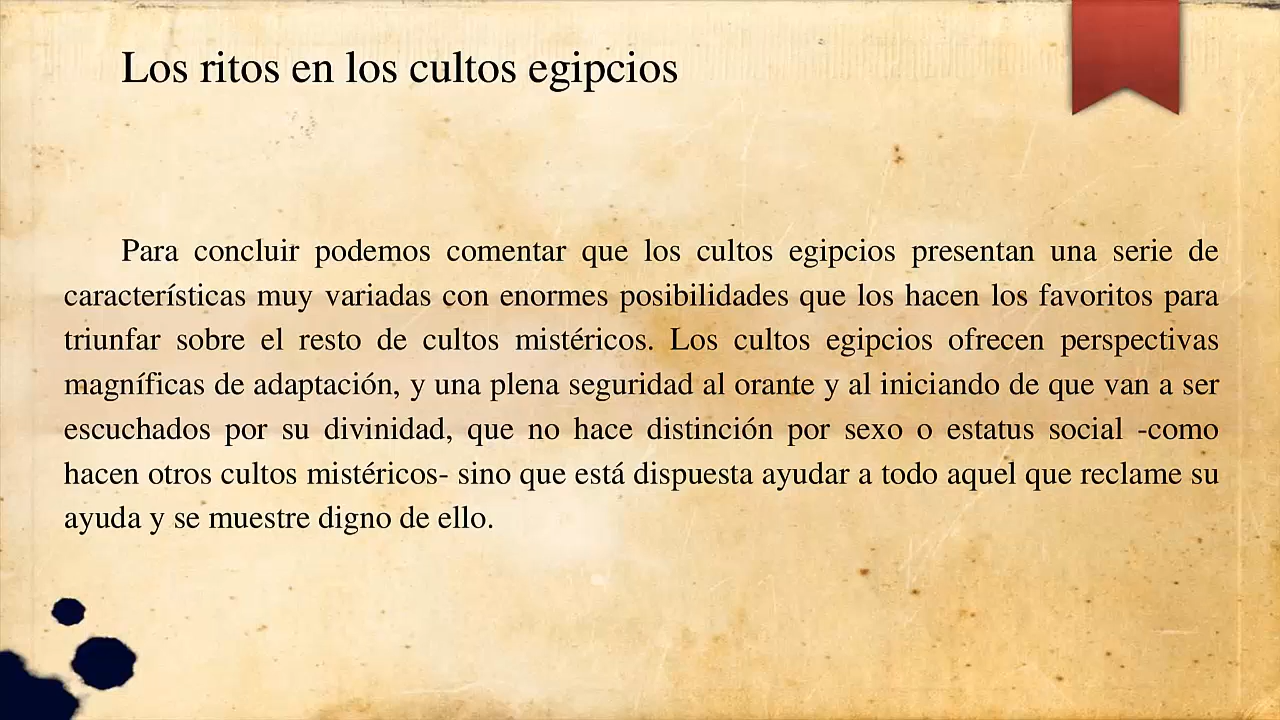 Los ritos en los cultos egipcios
Para concluir podemos comentar que los cultos egipcios presentan una serie de
características muy variadas con enormes posibilidades que los hacen los favoritos para
triunfar sobre el resto de cultos mistéricos. Los cultos egipcios ofrecen perspectivas
magníficas de adaptación, y una plena seguridad al orante y al iniciando de que van a ser
escuchados por su divinidad, que no hace distinción por sexo o estatus social -como
hacen otros cultos mistéricos- sino que está dispuesta ayudar a todo aquel que reclame su
ayuda y se muestre digno de ello.